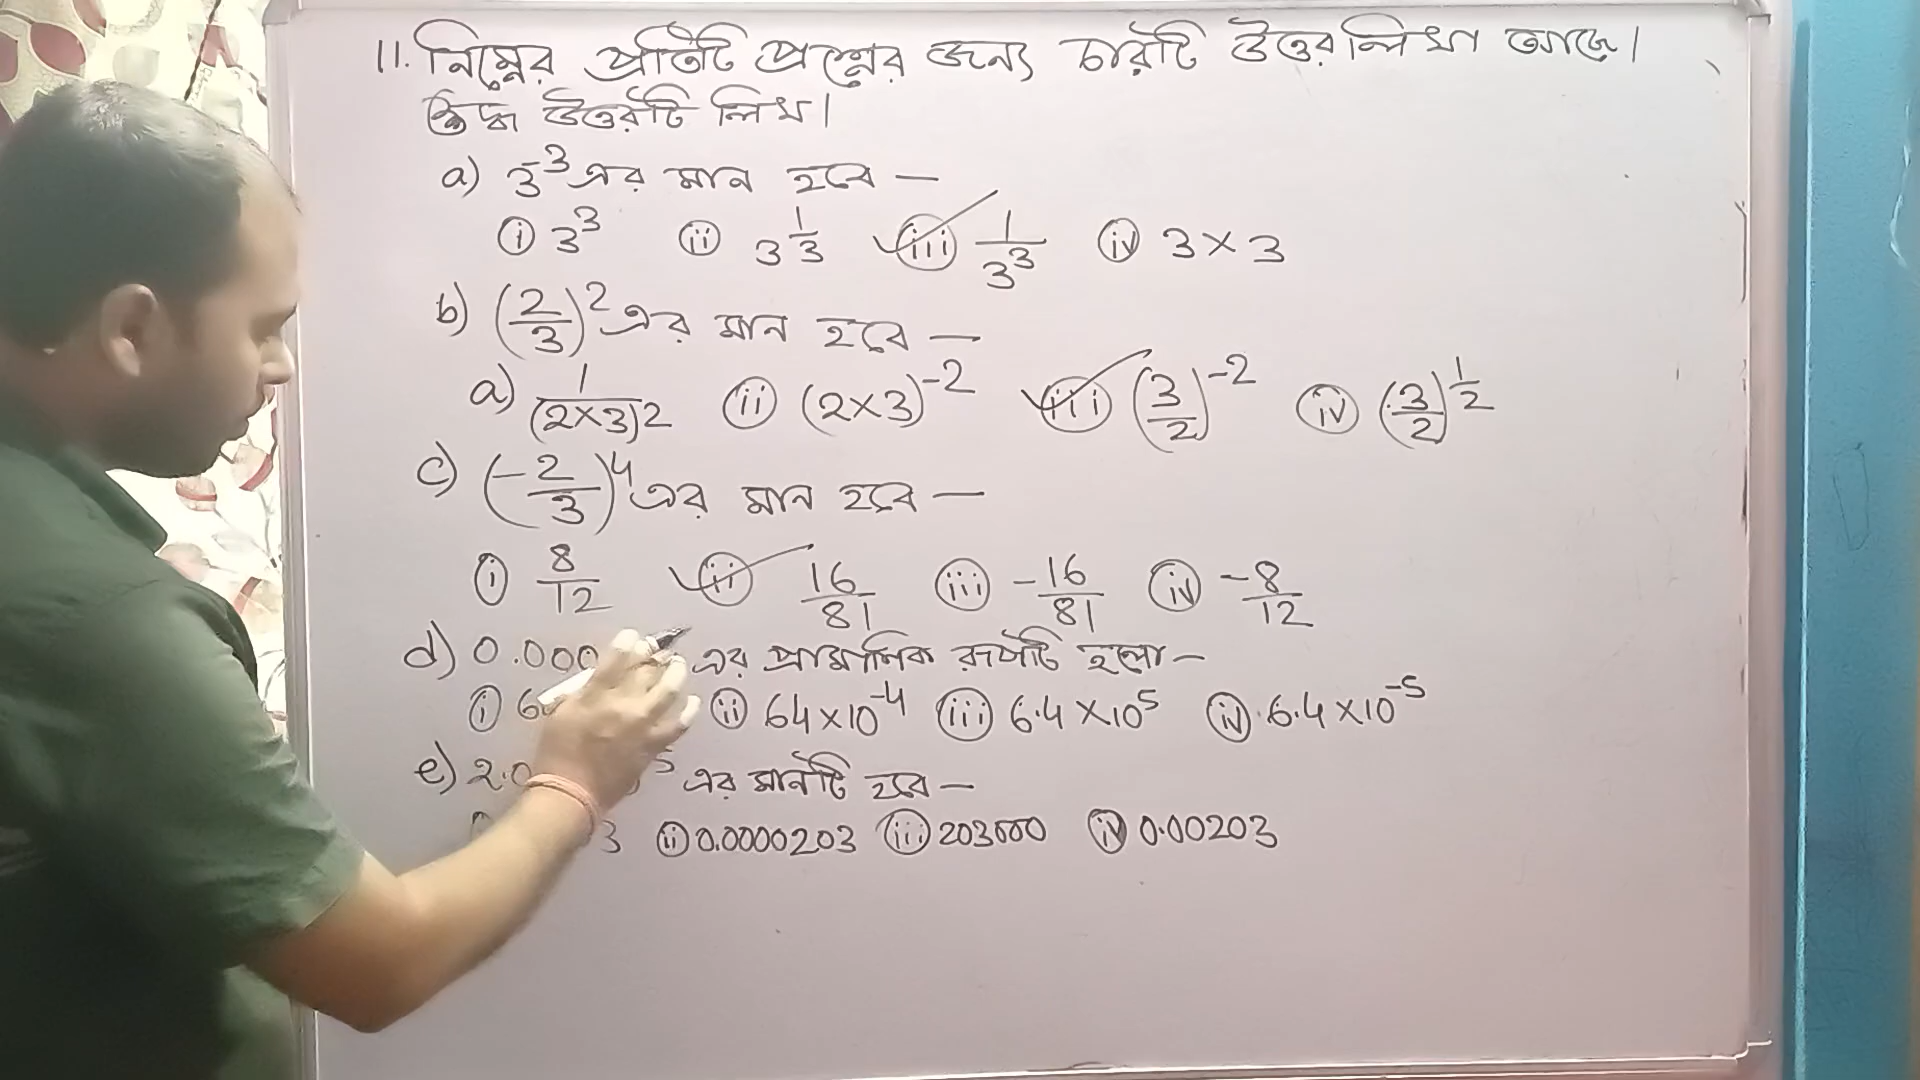 11. নিম্নের প্রতিটি প্রশ্নের জন্য চারটি উত্তর লিখা আছে।
শুদ্ধ উত্তরটি লিখ।
a) 3⁻³ এর মান হবে —
(i) 3³ (ii) 3^(1/3) (iii) 1/3³ (iv) 3×3
b) (2/3)² এর মান হবে —
a) 1/(2×3)2 (ii) (2×3)⁻² (iii) (3/2)⁻² (iv) (3/2)^(1/2)
c) (-2/3)⁴ এর মান হবে —
(i) 8/12 (ii) 16/81 (iii) -16/81 (iv) -8/12
d) 0.000 এর প্রামাণিক রূপটি হলো —
(i) 6 (ii) 64×10⁻⁴ (iii) 6.4×10⁵ (iv) 6.4×10⁻⁵
e) 2.0 ⁵ এর মানটি হবে —
3 (ii) 0.0000203 (iii) 203000 (iv) 0.00203